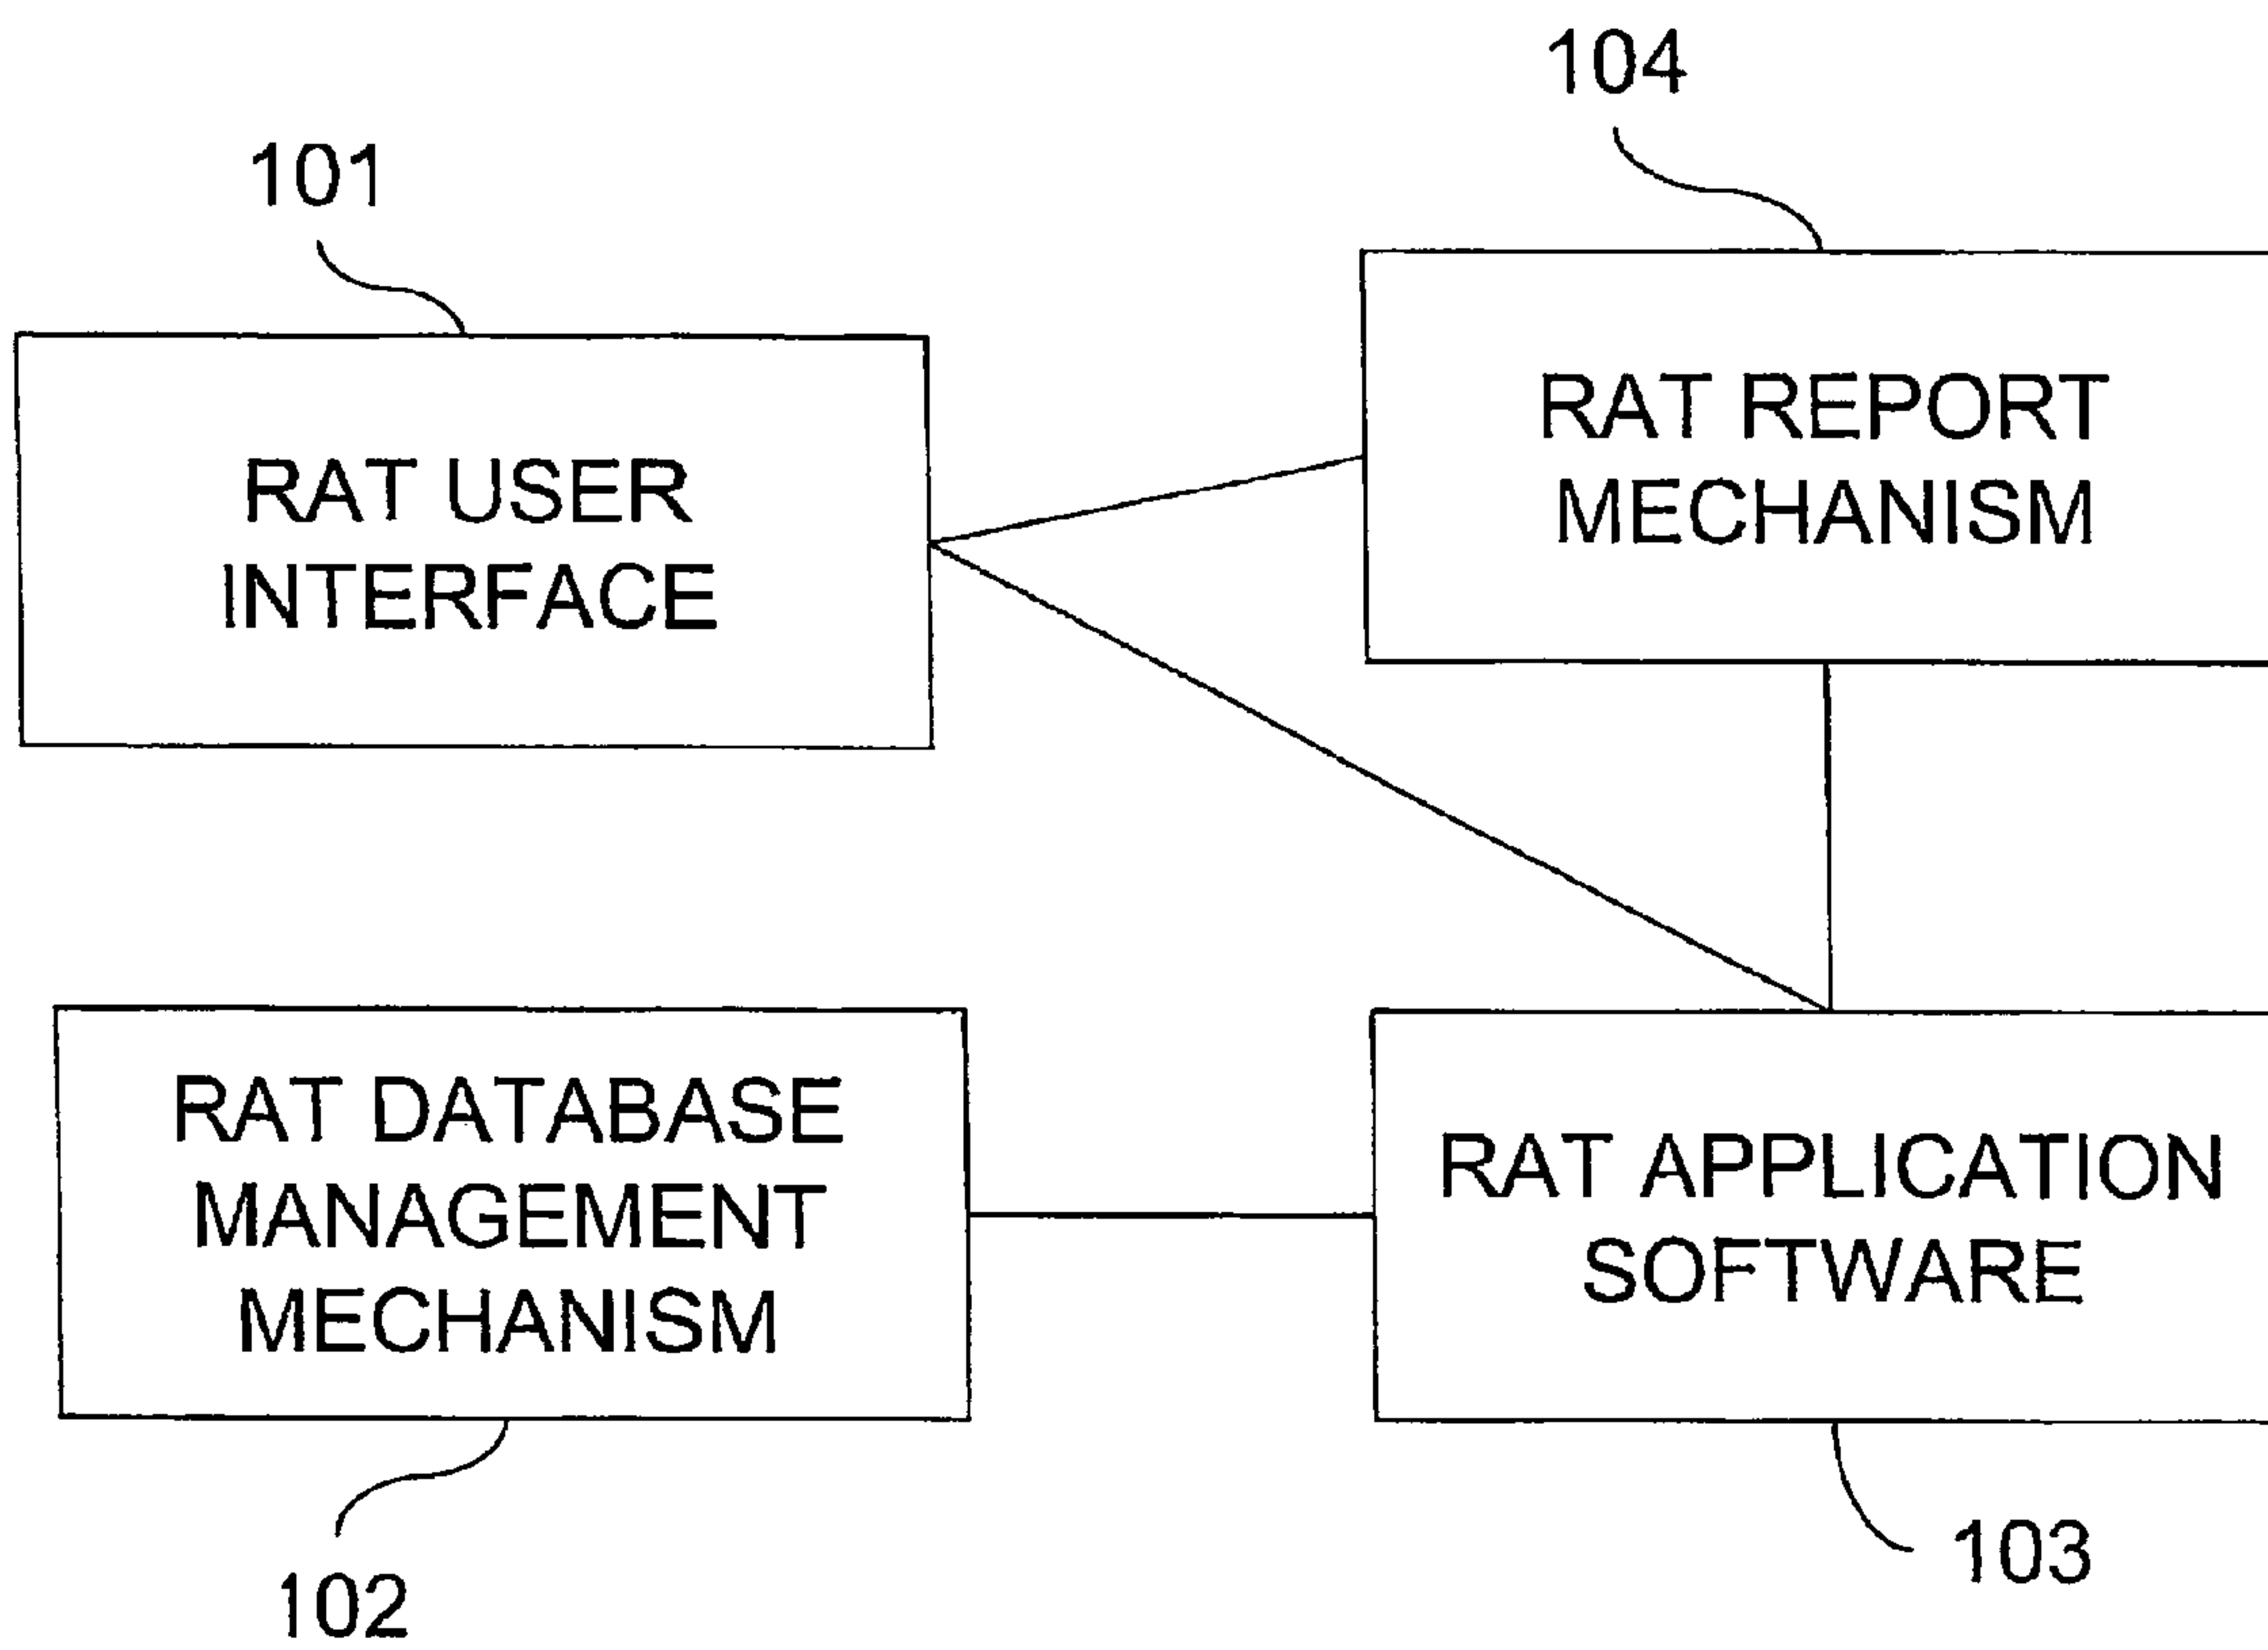 104
101
RAT REPORT
MECHANISM
RAT USER
INTERFACE
RAT DATABASE
MANAGEMENT
MECHANISM
RAT APPLICATION
SOFTWARE
103
102